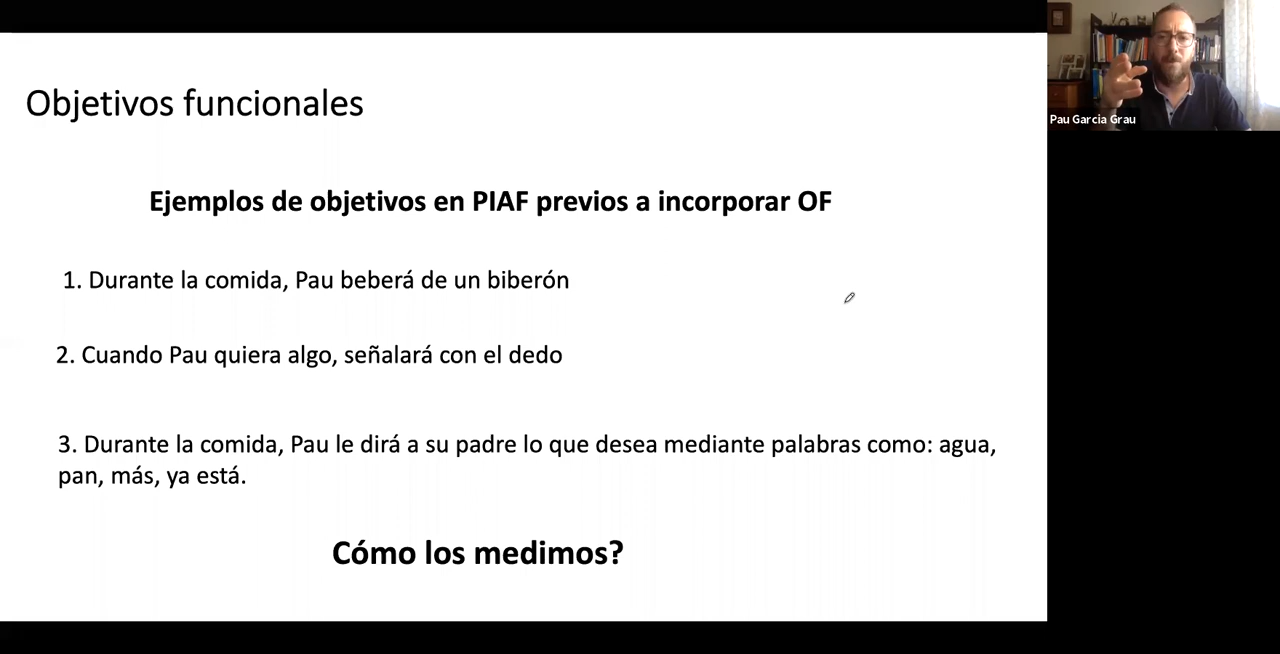 Objetivos funcionales
Ejemplos de objetivos en PIAF previos a incorporar OF
1. Durante la comida, Pau beberá de un biberón
2. Cuando Pau quiera algo, señalará con el dedo
3. Durante la comida, Pau le dirá a su padre lo que desea mediante palabras como: agua,
pan, más, ya está.
Cómo los medimos?
Pau Garcia Grau